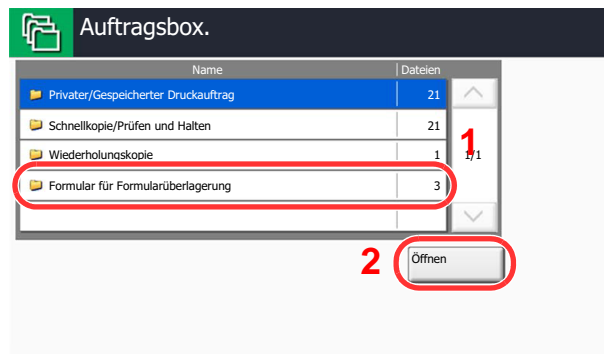 Auftragsbox.
Name Dateien
Privater/Gespeicherter Druckauftrag 21
Schnellkopie/Prüfen und Halten 21
1
Wiederholungskopie 1 1/1
Formular für Formularüberlagerung 3
2 Öffnen